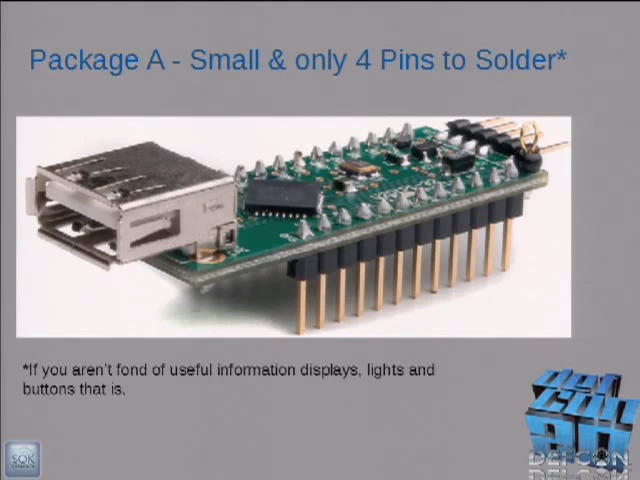 Package A - Small & only 4 Pins to Solder*
*If you aren't fond of useful information displays, lights and
buttons that is.
DEFCON
SOK